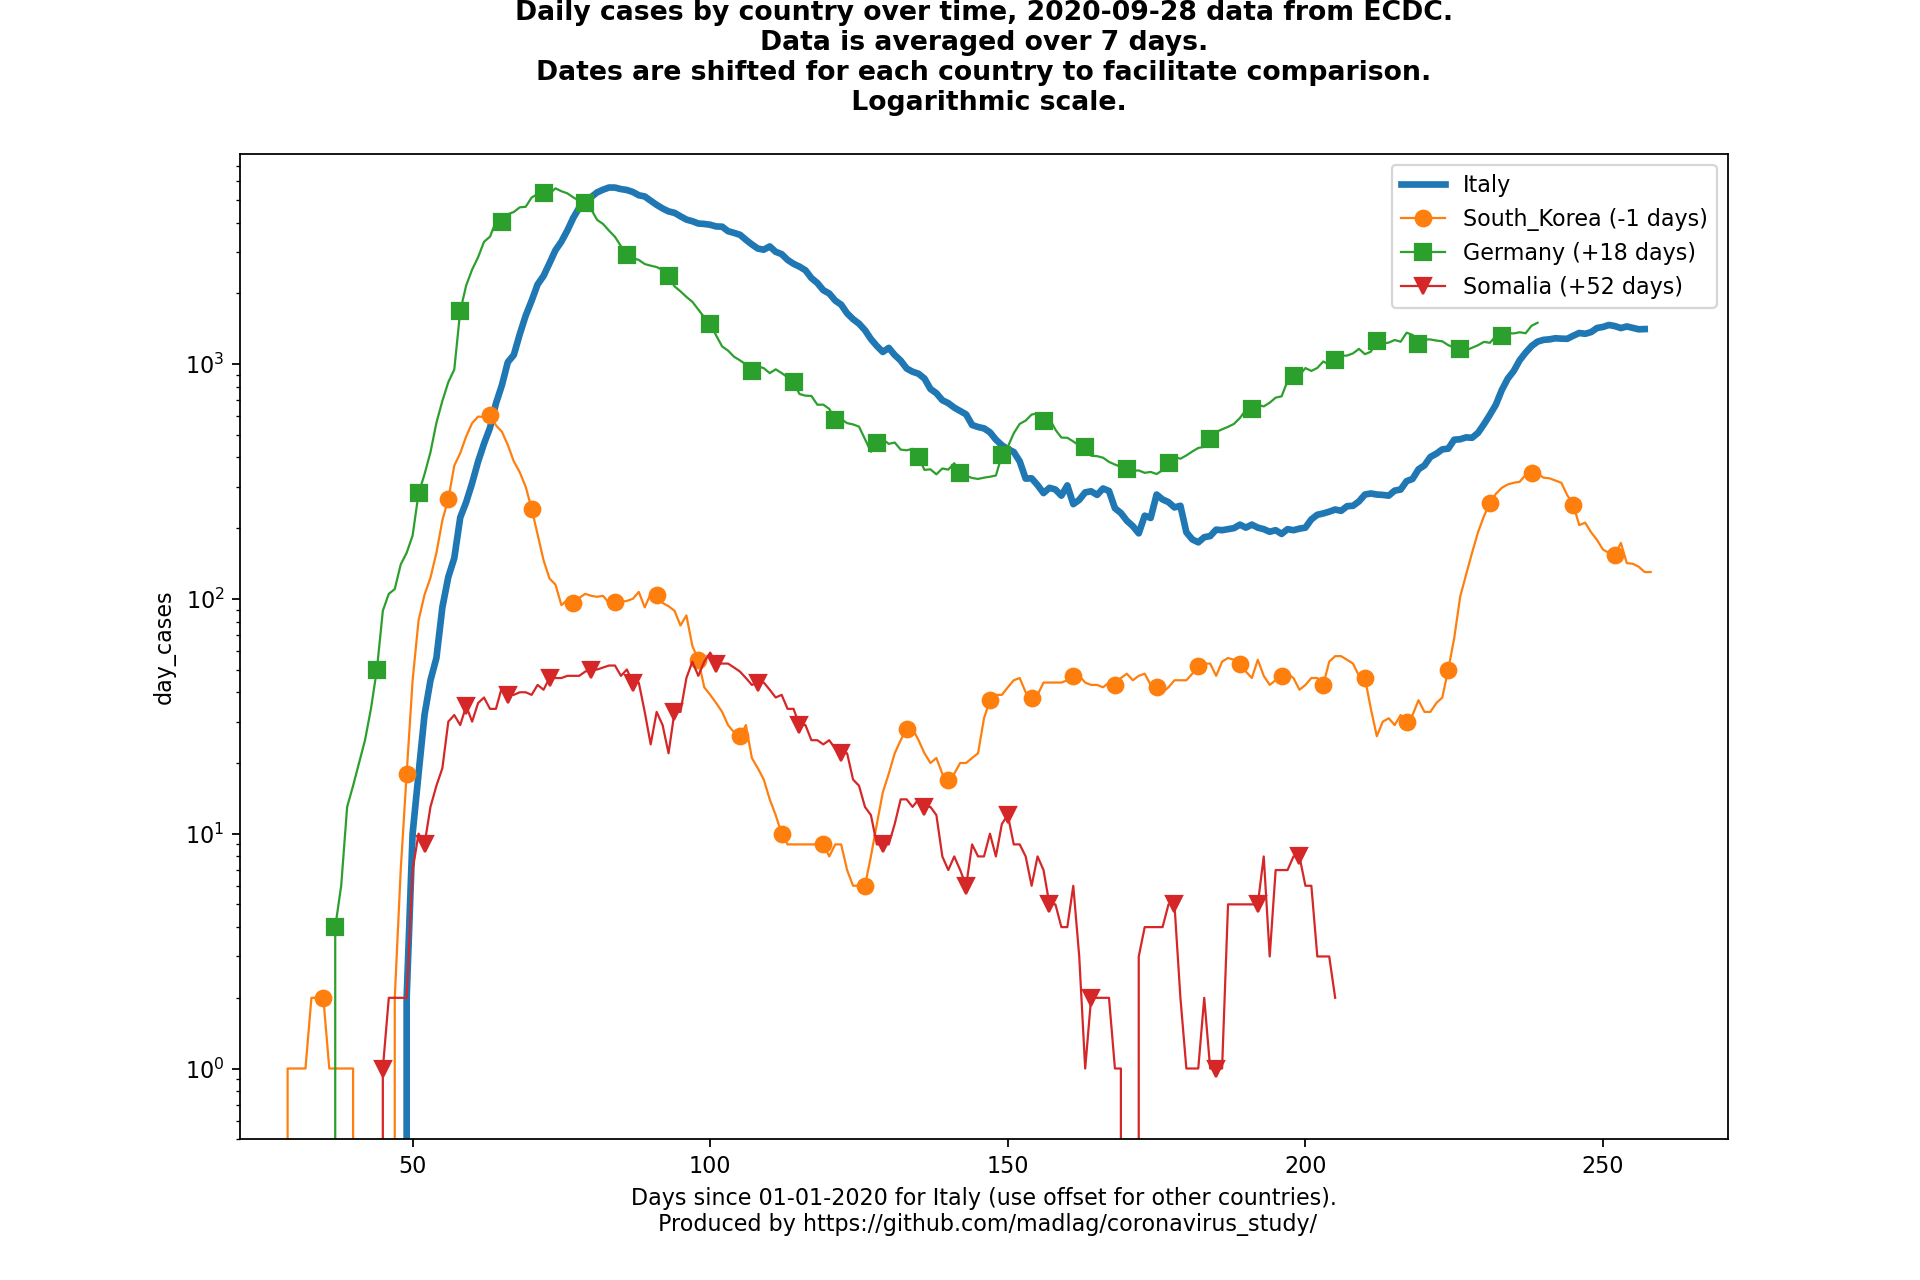 Daily cases by country over time, 2020-09-28 data from ECDC.
Data is averaged over 7 days.
Dates are shifted for each country to facilitate comparison.
Logarithmic scale.
Italy
South_Korea (-1 days)
Germany (+18 days)
Somalia (+52 days)
10³
10²
10¹
10⁰
day_cases
50 100 150 200 250
Days since 01-01-2020 for Italy (use offset for other countries).
Produced by https://github.com/madlag/coronavirus_study/